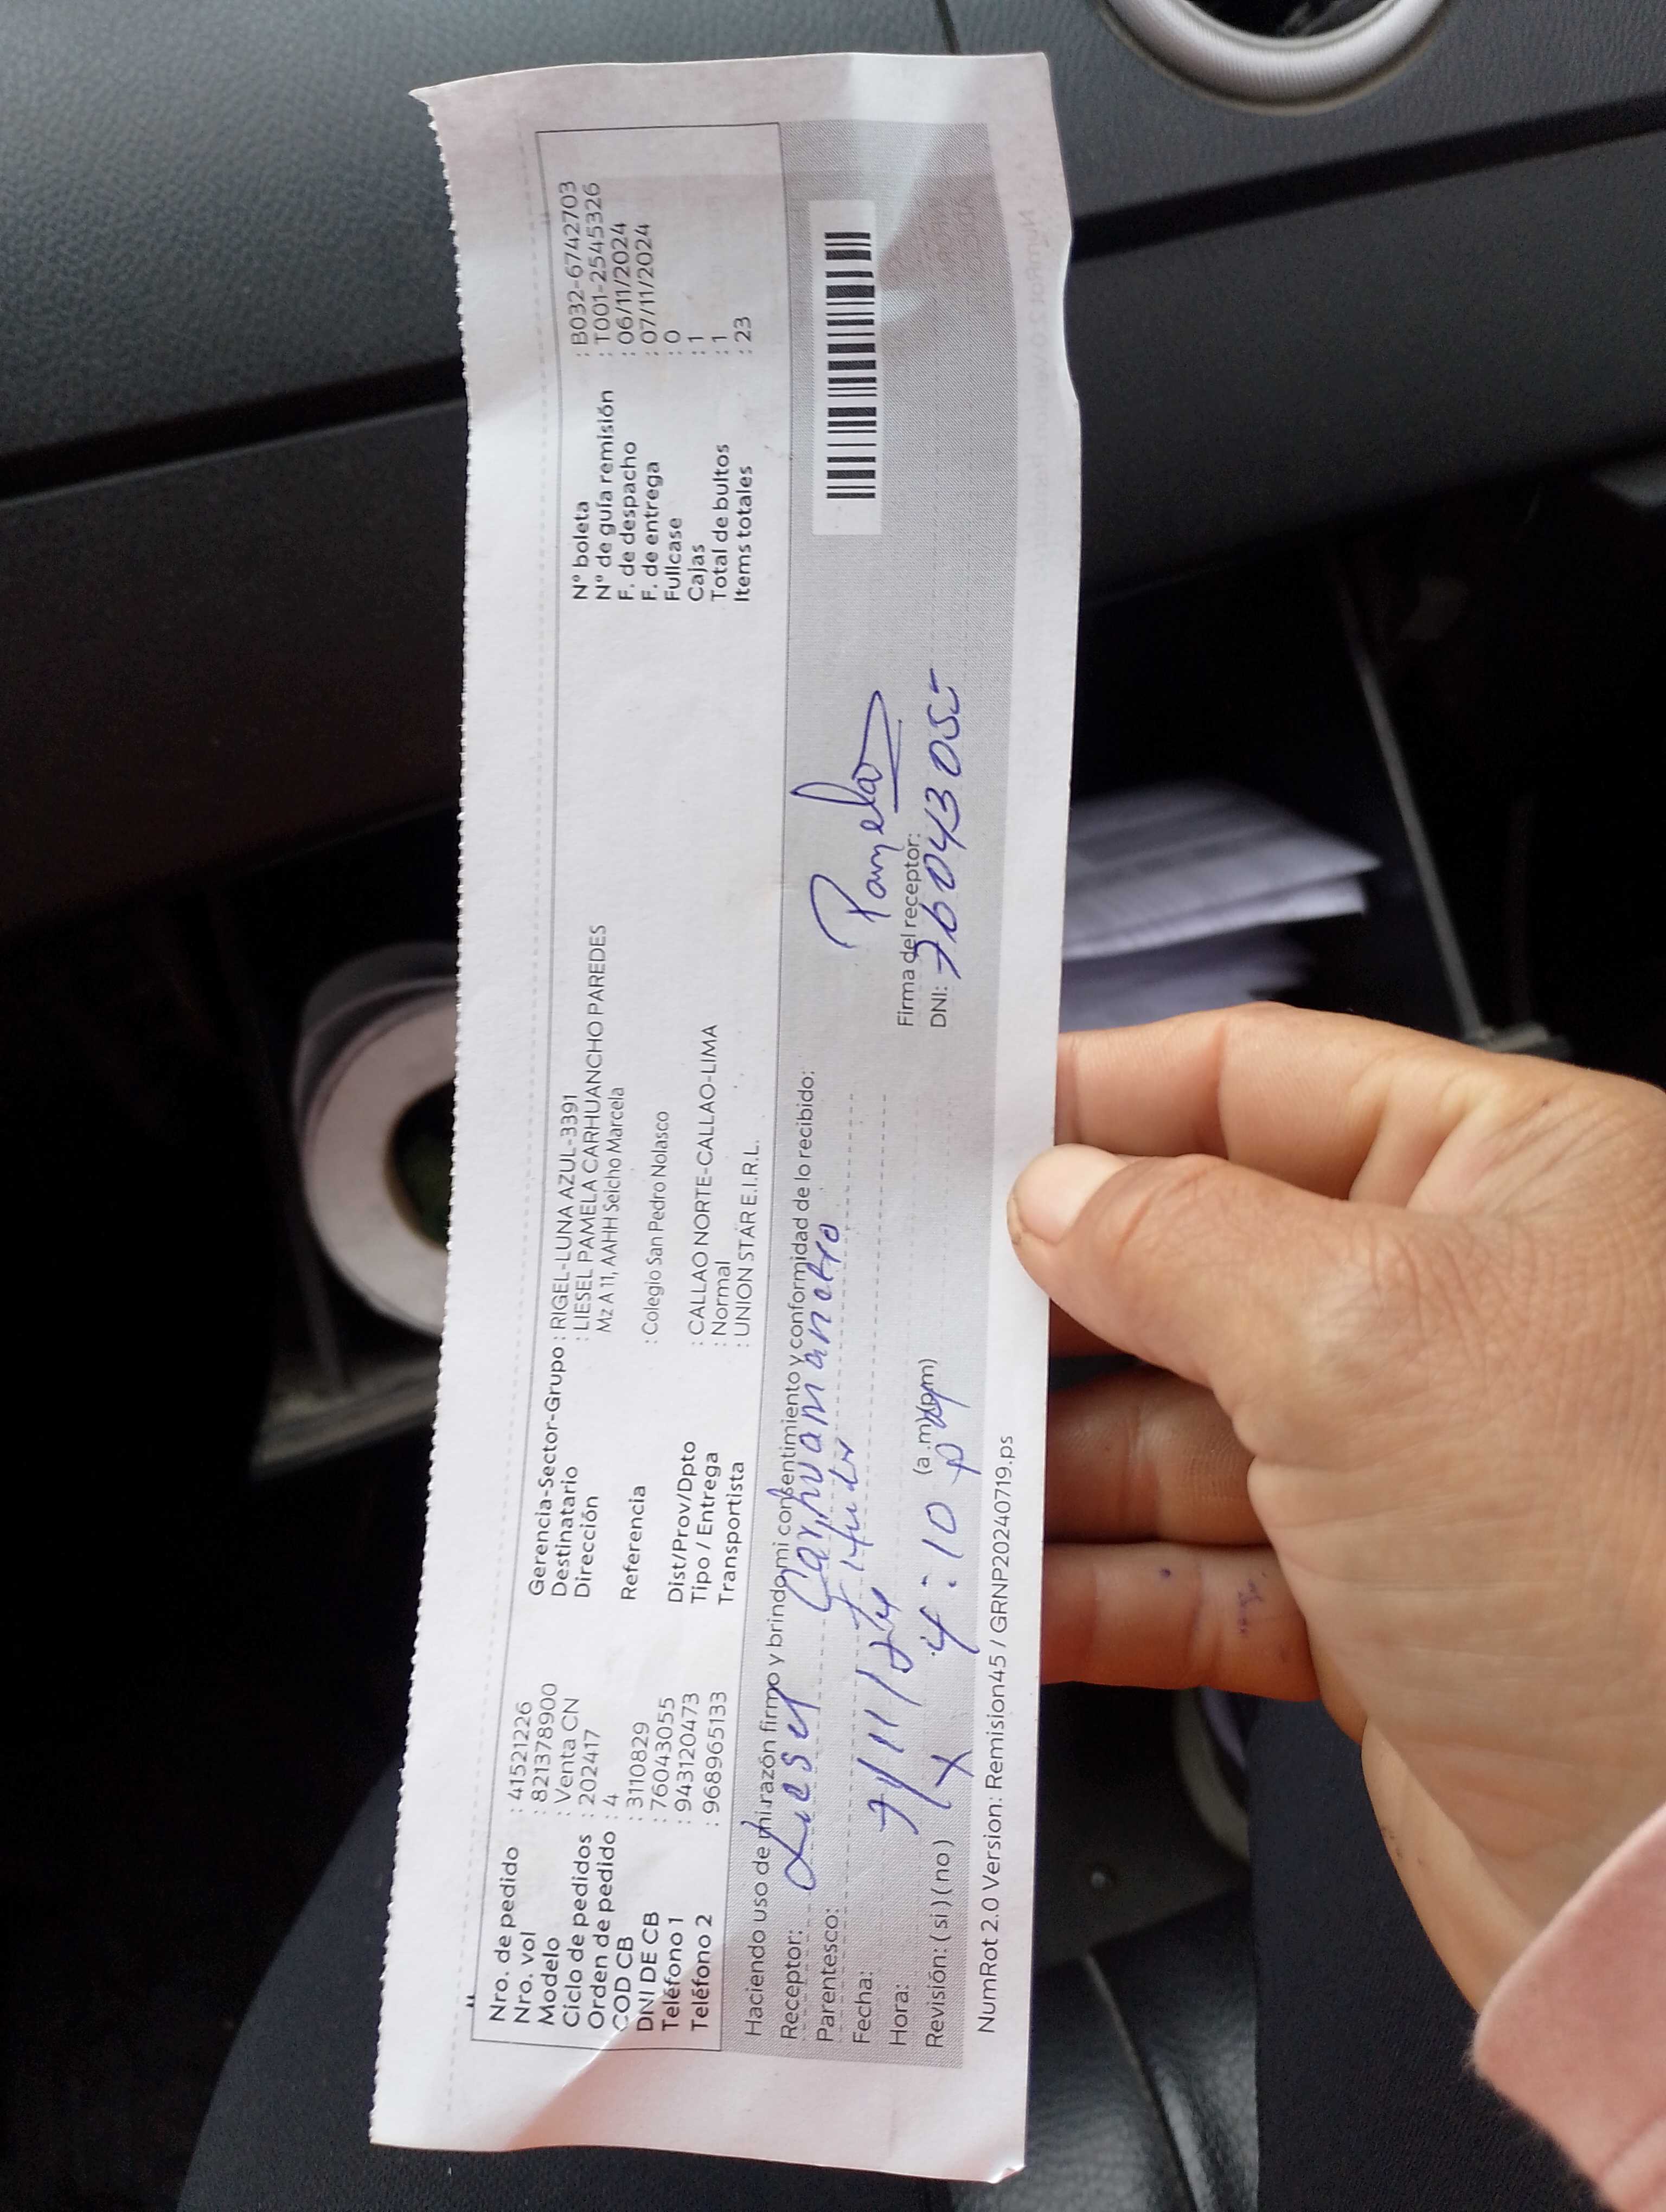 Nro. de pedido : 41521226
Nro. vol : 821378900
Modelo : Venta CN
Ciclo de pedidos : 202417
Orden de pedido : 4
COD CB : 3110829
DNI DE CB : 76043055
Teléfono 1 : 943120473
Teléfono 2 : 968965133
Gerencia-Sector-Grupo : RIGEL-LUNA AZUL-3391
Destinatario : LIESEL PAMELA CARHUANCHO PAREDES
Dirección Mz A 11, AAHH Seicho Marcela
Referencia : Colegio San Pedro Nolasco
Dist/Prov/Dpto : CALLAO NORTE-CALLAO-LIMA
Tipo / Entrega : Normal
Transportista : UNION STAR E.I.R.L.
N° boleta : B032-6742703
N° de guía remisión : T001-2545326
F. de despacho : 06/11/2024
F. de entrega : 07/11/2024
Fullcase : 0
Cajas : 1
Total de bultos : 1
Items totales : 23
Haciendo uso de mi razón firmo y brindo mi consentimiento y conformidad de lo recibido:
Receptor:
Parentesco:
Fecha: 7/11/24
Hora: 4:10 pm (a.m)(pm)
Revisión: (si) (no) X
Pamela
Firma del receptor:
DNI: 76043055
NumRot 2.0 Version: Remision45 / GRNP20240719.ps